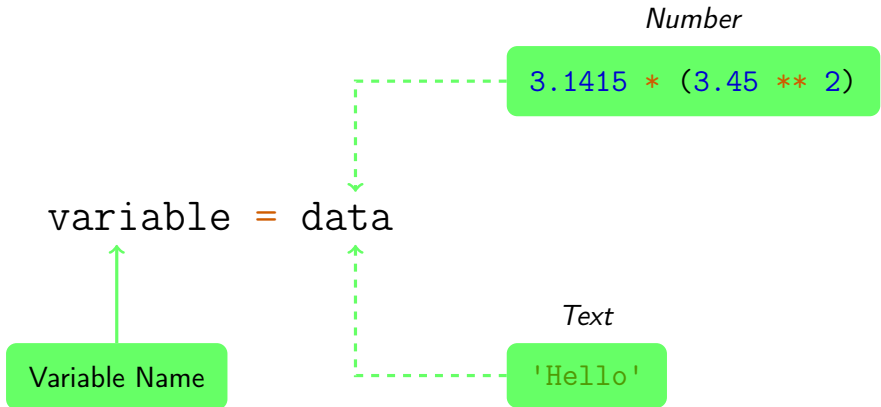 Number
3.1415 * (3.45 ** 2)
variable = data
Text
Variable Name
'Hello'